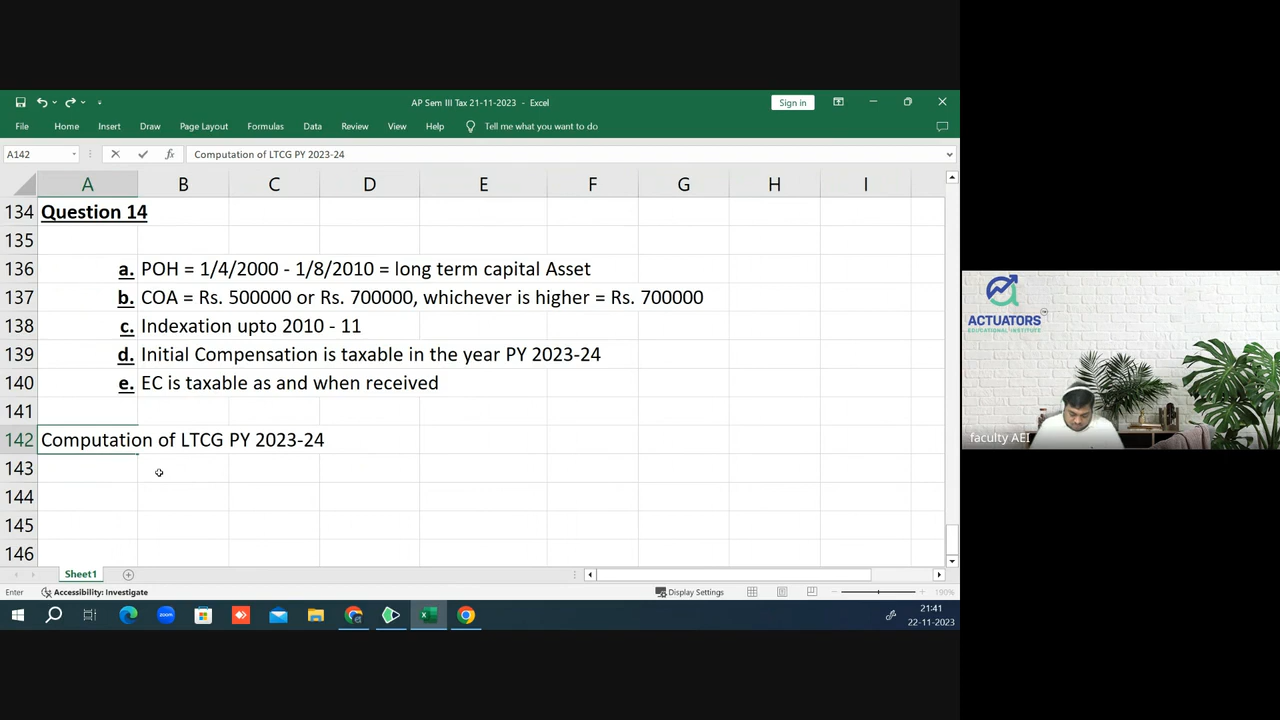 AP Sem III Tax 21-11-2023 - Excel
Sign in
File Home Insert Draw Page Layout Formulas Data Review View Help Tell me what you want to do
A142 fx Computation of LTCG PY 2023-24
A B C D E F G H I
134 Question 14
135
136 a. POH = 1/4/2000 - 1/8/2010 = long term capital Asset
137 b. COA = Rs. 500000 or Rs. 700000, whichever is higher = Rs. 700000
138 c. Indexation upto 2010 - 11
139 d. Initial Compensation is taxable in the year PY 2023-24
140 e. EC is taxable as and when received
141
142 Computation of LTCG PY 2023-24
143
144
145
146
Sheet1
Enter Accessibility: Investigate Display Settings 190%
zoom
21:41
22-11-2023
ACTUATORS
EDUCATIONAL INSTITUTE
TM
faculty AEI